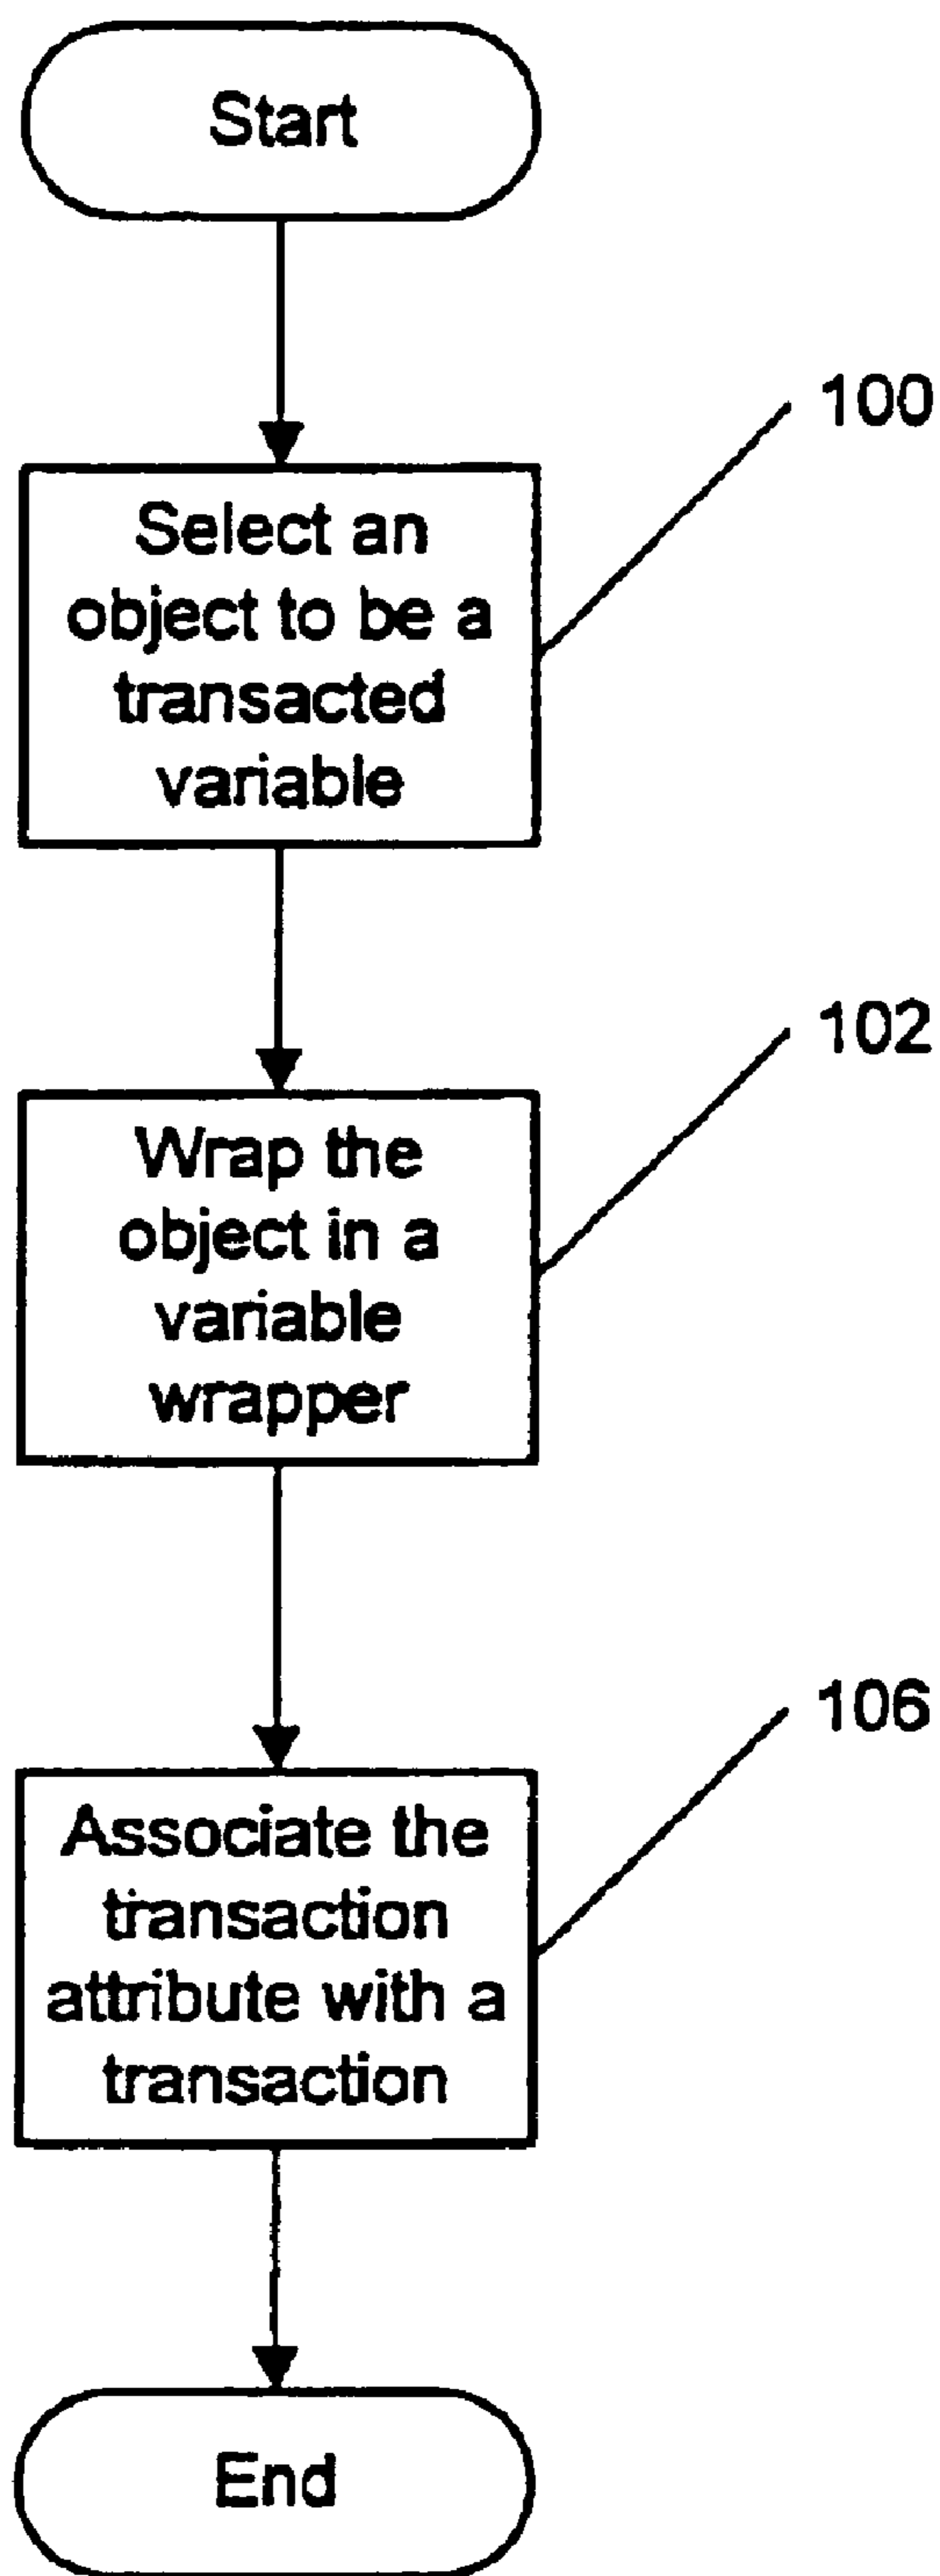 Start
100
Select an
object to be a
transacted
variable
102
Wrap the
object in a
variable
wrapper
106
Associate the
transaction
attribute with a
transaction
End